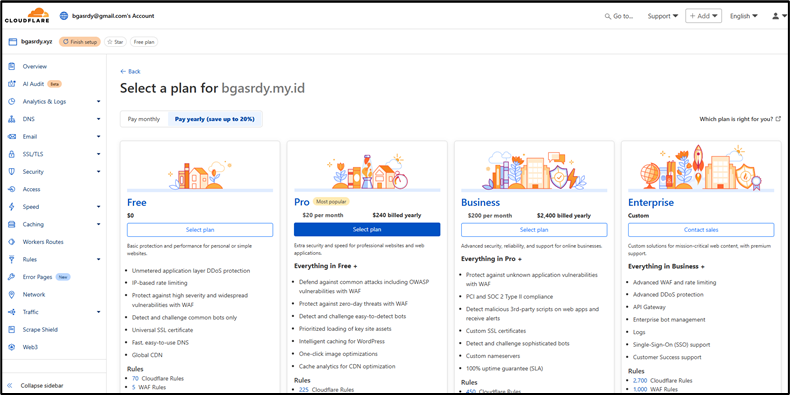 CLOUDFLARE
bgasrdy@gmail.com's Account
Go to...
Support
+ Add
English
bgasrdy.xyz
Finish setup
Star
Free plan
Overview
AI Audit Beta
Analytics & Logs
DNS
Email
SSL/TLS
Security
Access
Speed
Caching
Workers Routes
Rules
Error Pages New
Network
Traffic
Scrape Shield
Web3
Collapse sidebar
Back
Select a plan for bgasrdy.my.id
Pay monthly
Pay yearly (save up to 20%)
Which plan is right for you?
Free
$0
Select plan
Basic protection and performance for personal or simple
websites.
Unmetered application layer DDoS protection
IP-based rate limiting
Protect against high severity and widespread
vulnerabilities with WAF
Detect and challenge common bots only
Universal SSL certificate
Fast, easy-to-use DNS
Global CDN
Rules
70 Cloudflare Rules
5 WAF Rules
Pro Most popular
$20 per month $240 billed yearly
Select plan
Extra security and speed for professional websites and web
applications.
Everything in Free +
Defend against common attacks including OWASP
vulnerabilities with WAF
Protect against zero-day threats with WAF
Detect and challenge easy-to-detect bots
Prioritized loading of key site assets
Intelligent caching for WordPress
One-click image optimizations
Cache analytics for CDN optimization
Rules
225 Cloudflare Rules
Business
$200 per month $2,400 billed yearly
Select plan
Advanced security, reliability, and support for online businesses.
Everything in Pro +
Protect against unknown application vulnerabilities
with WAF
PCI and SOC 2 Type II compliance
Detect malicious 3rd-party scripts on web apps and
receive alerts
Custom SSL certificates
Detect and challenge sophisticated bots
Custom nameservers
100% uptime guarantee (SLA)
Rules
450 Cloudflare Rules
Enterprise
Custom
Contact sales
Custom solutions for mission-critical web content, with premium
support.
Everything in Business +
Advanced WAF and rate limiting
Advanced DDoS protection
API Gateway
Enterprise bot management
Logs
Single-Sign-On (SSO) support
Customer Success support
Rules
2,700 Cloudflare Rules
1,000 WAF Rules